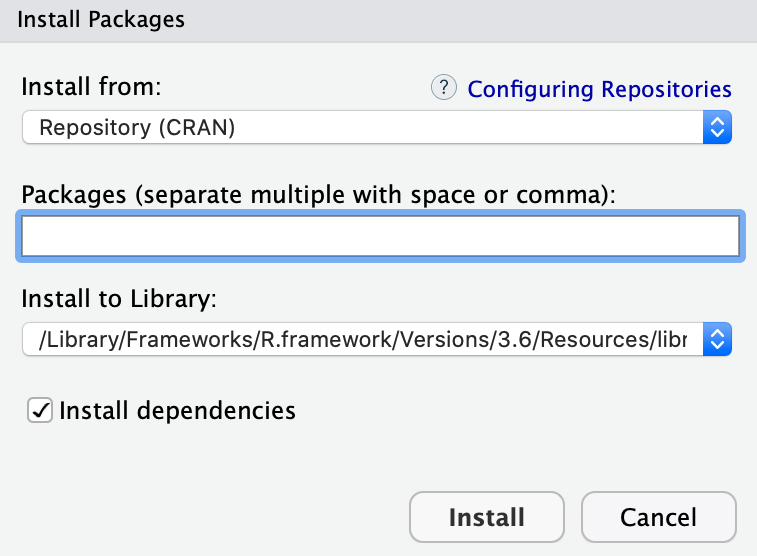 Install Packages
Install from:
? Configuring Repositories
Repository (CRAN)
Packages (separate multiple with space or comma):
Install to Library:
/Library/Frameworks/R.framework/Versions/3.6/Resources/libr
Install dependencies
Install
Cancel